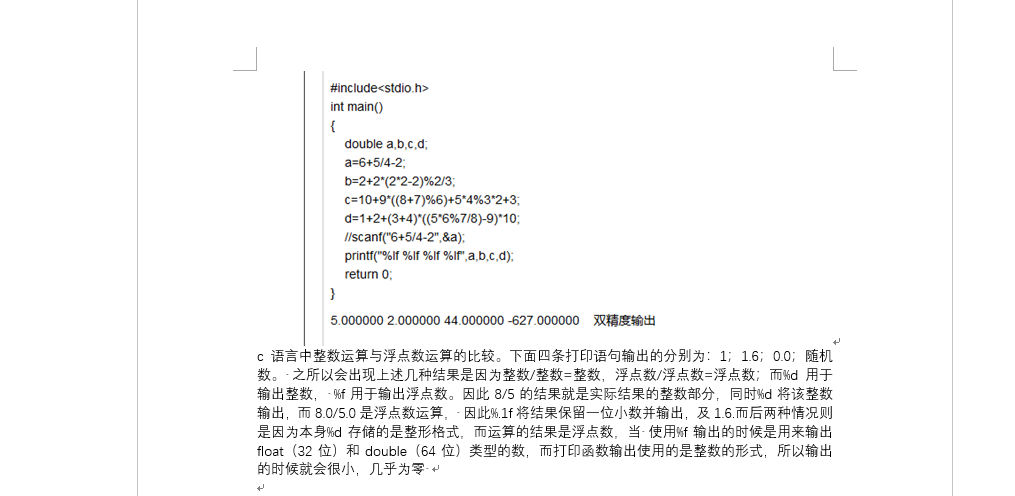 #include<stdio.h>
int main()
{
double a,b,c,d;
a=6+5/4-2;
b=2+2*(2*2-2)%2/3;
c=10+9*((8+7)%6)+5*4%3*2+3;
d=1+2+(3+4)*((5*6%7/8)-9)*10;
//scanf("6+5/4-2",&a);
printf("%lf %lf %lf %lf",a,b,c,d);
return 0;
}
5.000000 2.000000 44.000000 -627.000000 双精度输出
c 语言中整数运算与浮点数运算的比较。下面四条打印语句输出的分别为：1；1.6；0.0；随机
数。 之所以会出现上述几种结果是因为整数/整数=整数，浮点数/浮点数=浮点数；而%d 用于
输出整数， %f 用于输出浮点数。因此 8/5 的结果就是实际结果的整数部分，同时%d 将该整数
输出，而 8.0/5.0 是浮点数运算， 因此%.1f 将结果保留一位小数并输出，及 1.6.而后两种情况则
是因为本身%d 存储的是整形格式，而运算的结果是浮点数，当 使用%f 输出的时候是用来输出
float（32 位）和 double（64 位）类型的数，而打印函数输出使用的是整数的形式，所以输出
的时候就会很小，几乎为零